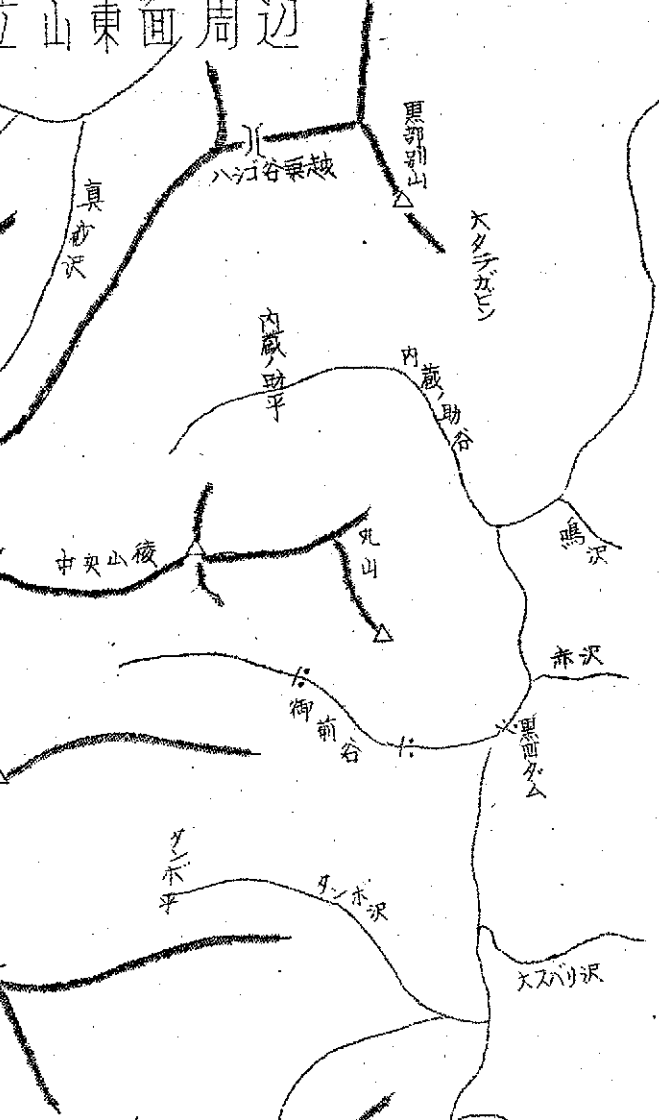 立山東面周辺
黒部別山
ハシゴ谷乗越
真砂沢
大タテガビン
内蔵ノ助平
内蔵ノ助谷
鳴沢
中央山稜
丸山
赤沢
御前谷
黒四ダム
タンボ平
タンボ沢
大スバリ沢